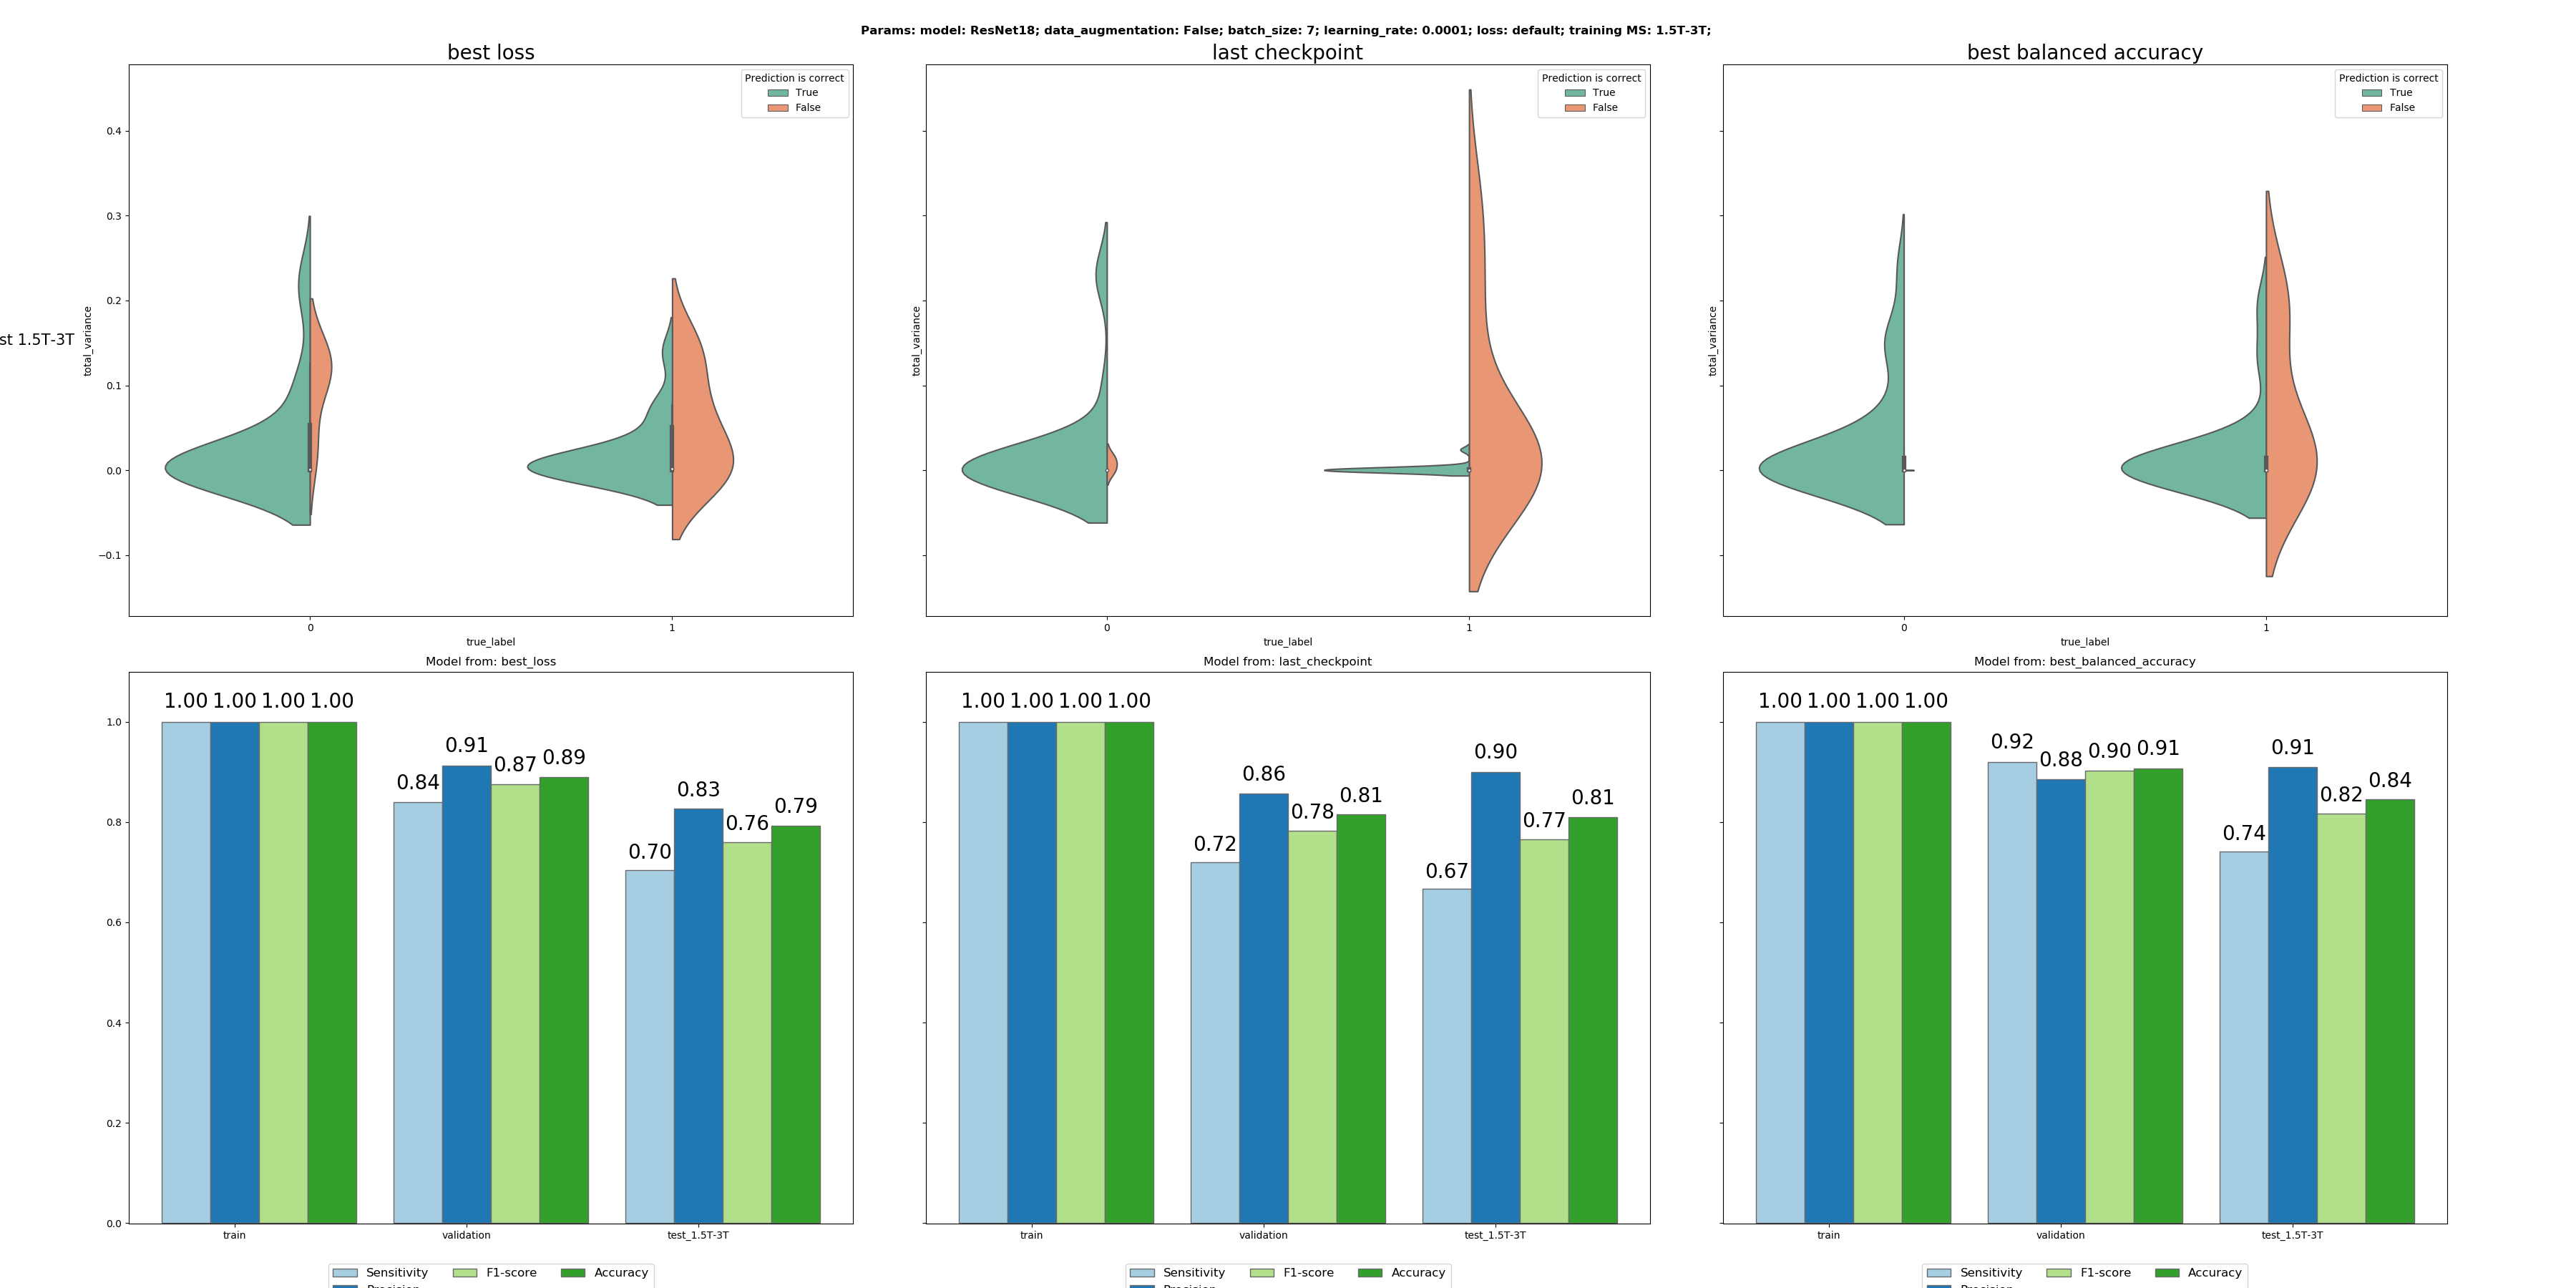 Params: model: ResNet18; data_augmentation: False; batch_size: 7; learning_rate: 0.0001; loss: default; training MS: 1.5T-3T;
best loss
last checkpoint
best balanced accuracy
Prediction is correct
True
False
Prediction is correct
True
False
Prediction is correct
True
False
st 1.5T-3T
total_variance
0.4
0.3
0.2
0.1
0.0
−0.1
0 1
true_label
total_variance
0 1
true_label
total_variance
0 1
true_label
Model from: best_loss
1.00 1.00 1.00 1.00
0.84 0.91 0.87 0.89
0.70 0.83 0.76 0.79
1.0
0.8
0.6
0.4
0.2
0.0
train validation test_1.5T-3T
Sensitivity F1-score Accuracy
Precision
Model from: last_checkpoint
1.00 1.00 1.00 1.00
0.72 0.86 0.78 0.81
0.67 0.90 0.77 0.81
train validation test_1.5T-3T
Sensitivity F1-score Accuracy
Precision
Model from: best_balanced_accuracy
1.00 1.00 1.00 1.00
0.92 0.88 0.90 0.91
0.74 0.91 0.82 0.84
train validation test_1.5T-3T
Sensitivity F1-score Accuracy
Precision